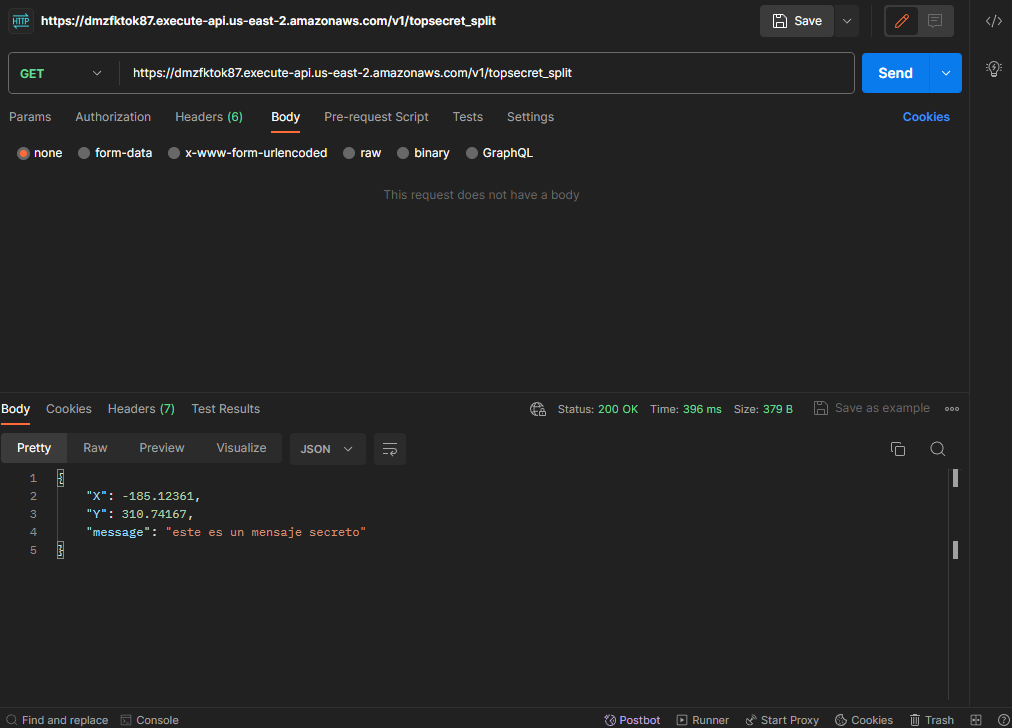 HTTP https://dmzfktok87.execute-api.us-east-2.amazonaws.com/v1/topsecret_split Save </>
GET https://dmzfktok87.execute-api.us-east-2.amazonaws.com/v1/topsecret_split Send
Params Authorization Headers (6) Body Pre-request Script Tests Settings Cookies
none form-data x-www-form-urlencoded raw binary GraphQL
This request does not have a body
Body Cookies Headers (7) Test Results Status: 200 OK Time: 396 ms Size: 379 B Save as example
Pretty Raw Preview Visualize JSON
1 {
2 "X": -185.12361,
3 "Y": 310.74167,
4 "message": "este es un mensaje secreto"
5 }
Find and replace Console Postbot Runner Start Proxy Cookies Trash